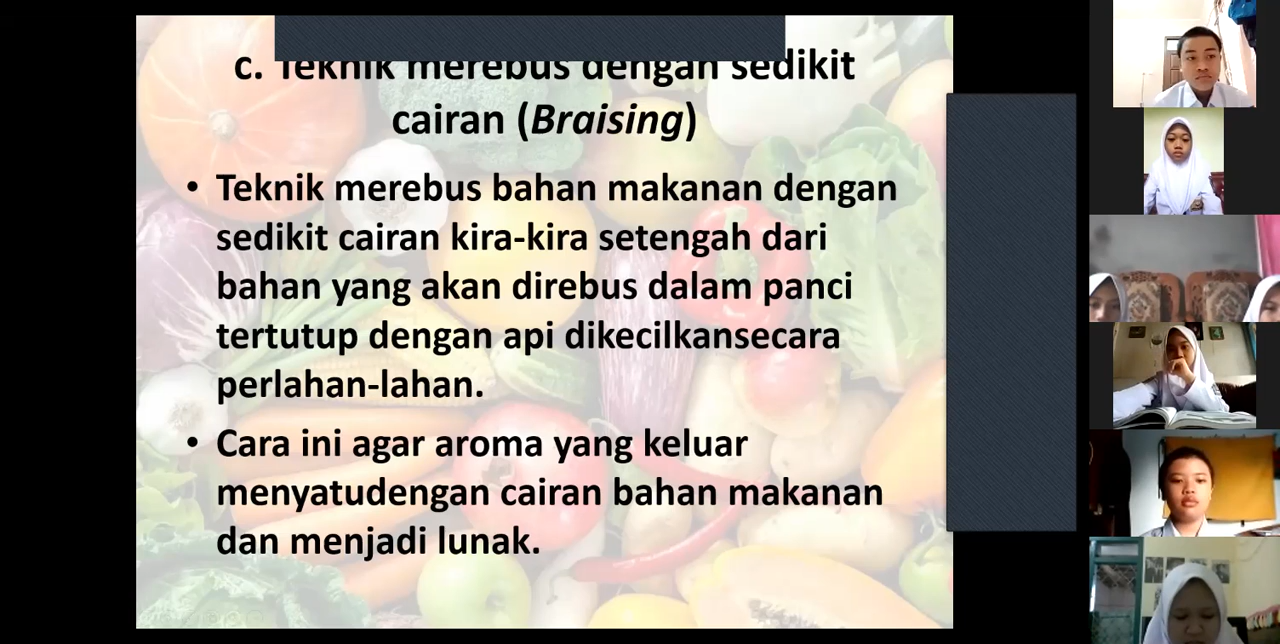 c. Teknik merebus dengan sedikit
cairan (Braising)
• Teknik merebus bahan makanan dengan
sedikit cairan kira-kira setengah dari
bahan yang akan direbus dalam panci
tertutup dengan api dikecilkansecara
perlahan-lahan.
• Cara ini agar aroma yang keluar
menyatudengan cairan bahan makanan
dan menjadi lunak.